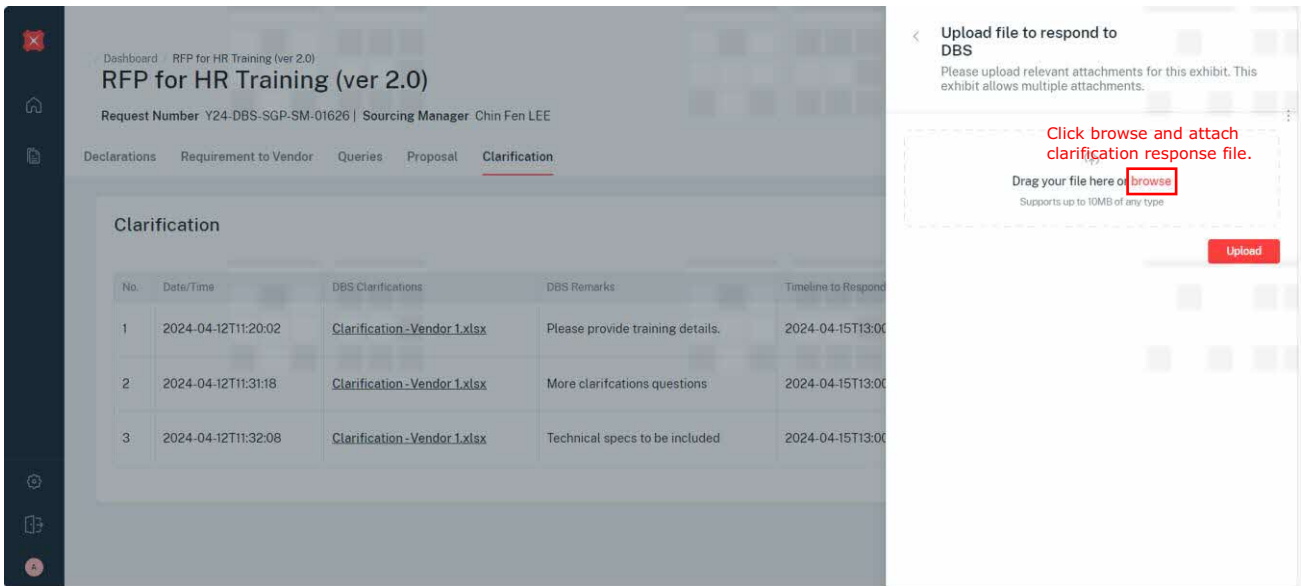 Dashboard / RFP for HR Training (ver 2.0)
RFP for HR Training (ver 2.0)
Request Number Y24-DBS-SGP-SM-01626 | Sourcing Manager Chin Fen LEE
Declarations Requirement to Vendor Queries Proposal Clarification
Clarification
No. Date/Time DBS Clarifications DBS Remarks Timeline to Respond
1 2024-04-12T11:20:02 Clarification - Vendor 1.xlsx Please provide training details. 2024-04-15T13:00
2 2024-04-12T11:31:18 Clarification - Vendor 1.xlsx More clarifcations questions 2024-04-15T13:00
3 2024-04-12T11:32:08 Clarification - Vendor 1.xlsx Technical specs to be included 2024-04-15T13:00
A
Upload file to respond to
DBS
Please upload relevant attachments for this exhibit. This
exhibit allows multiple attachments.
Click browse and attach
clarification response file.
Drag your file here or browse
Supports up to 10MB of any type
Upload